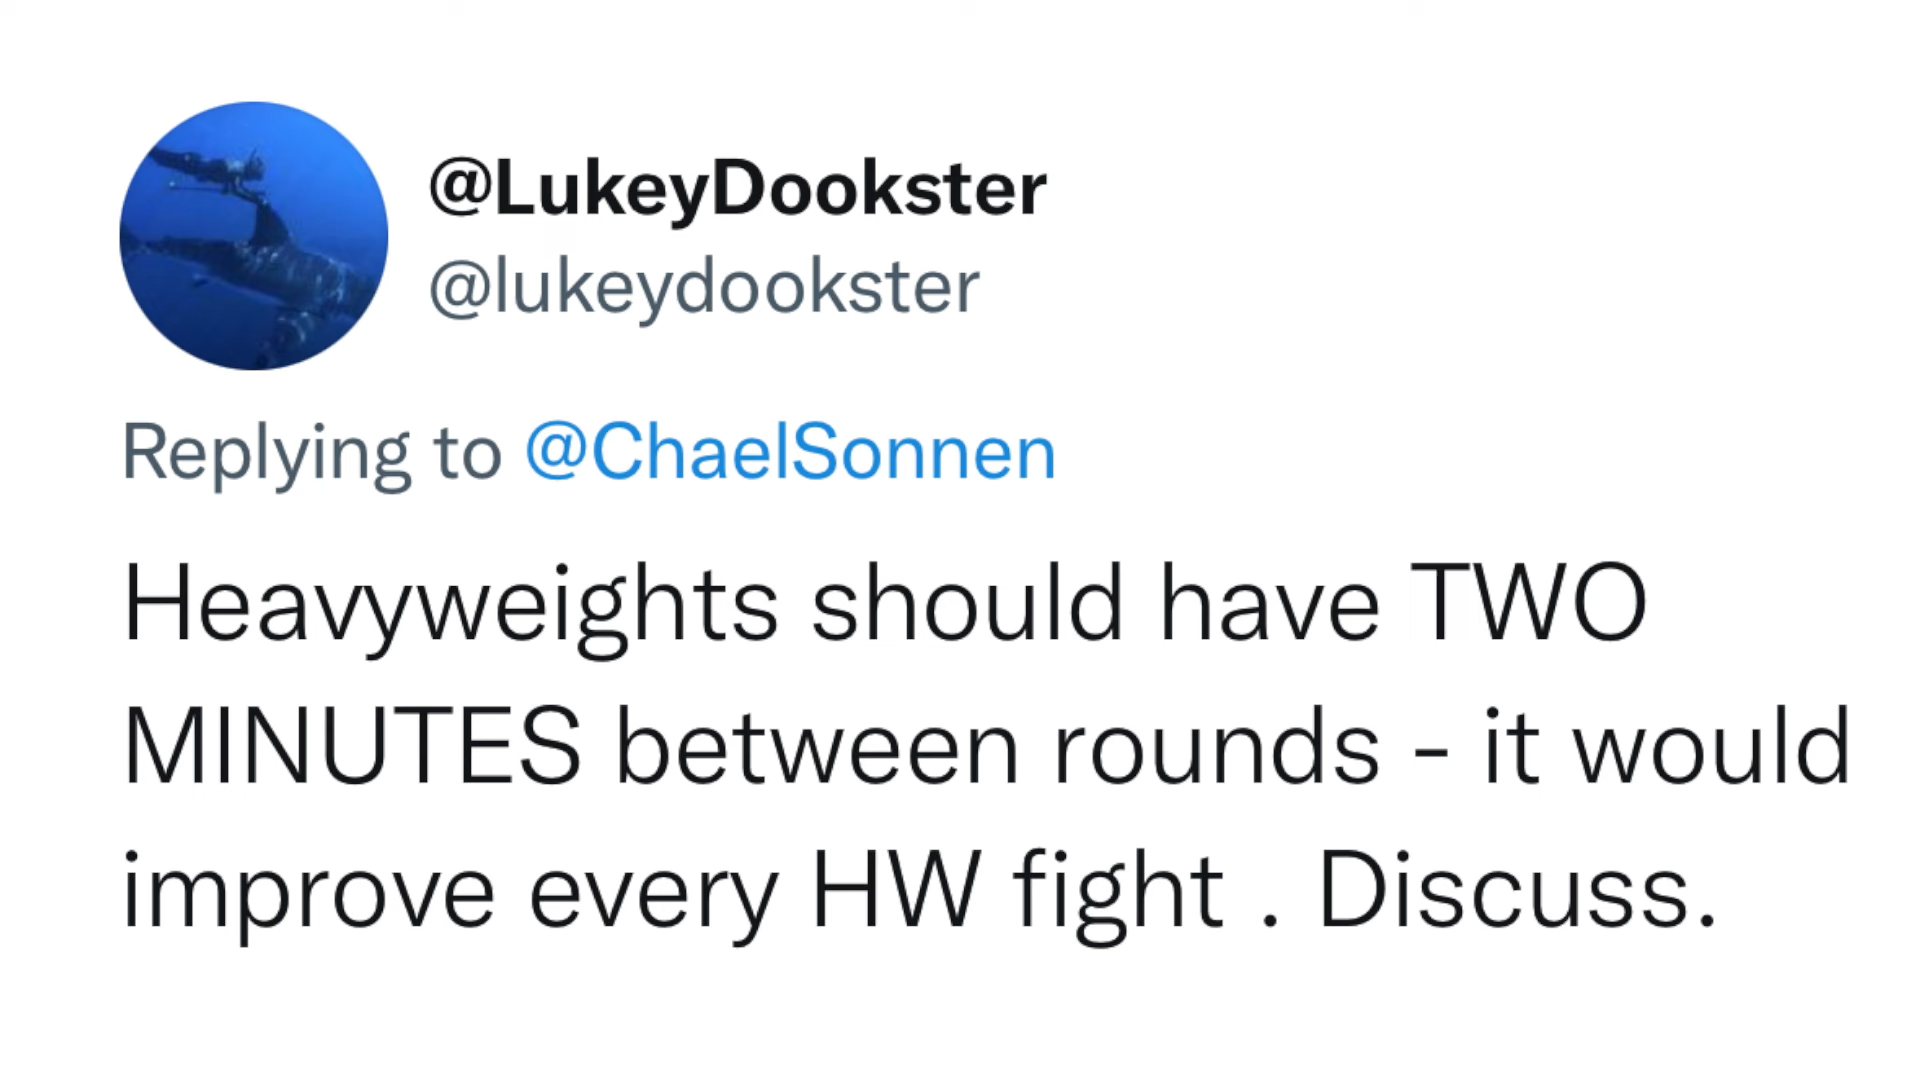 @LukeyDookster
@lukeydookster
Replying to @ChaelSonnen
Heavyweights should have TWO
MINUTES between rounds - it would
improve every HW fight . Discuss.